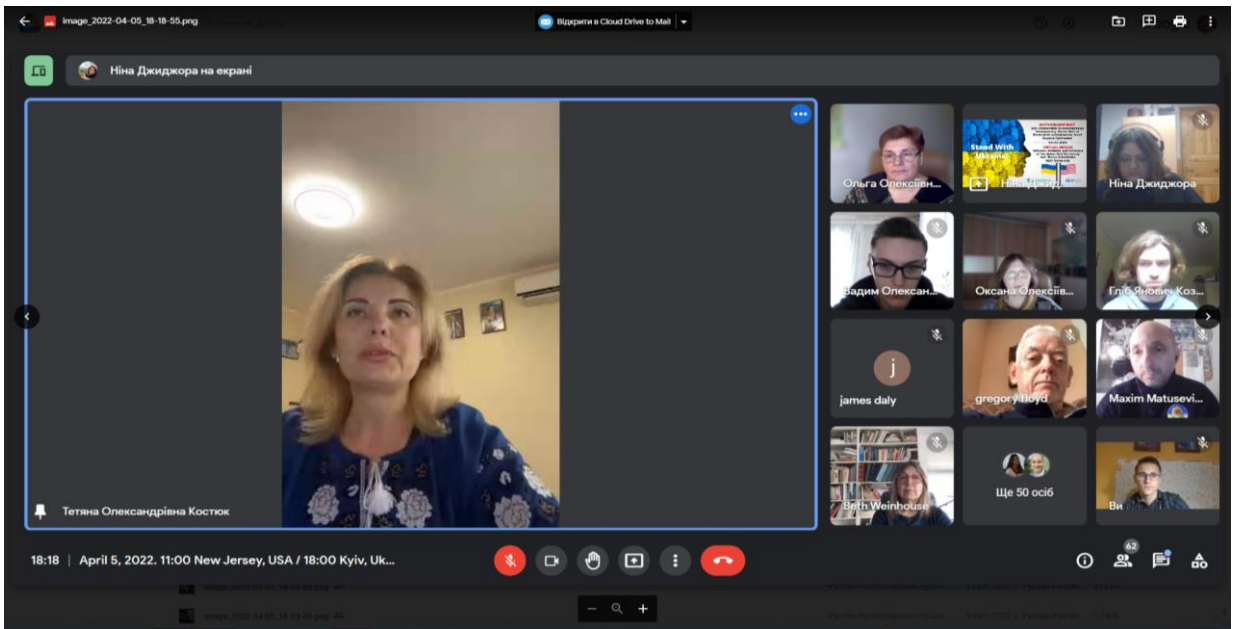 image_2022-04-05_18-18-55.png
Відкрити в Cloud Drive to Mail
Ніна Джиджора на екрані
Тетяна Олександрівна Костюк
Ольга Олексіївн...
Stand With
Ukraine
Ніна Джиджора
Вадим Олексан...
Оксана Олексіїв...
Гліб Янович Коз...
j
james daly
gregory floyd
Maxim Matusevi...
Beth Weinhouse
Ще 50 осіб
Ви
18:18 | April 5, 2022. 11:00 New Jersey, USA / 18:00 Kyiv, Uk...
62